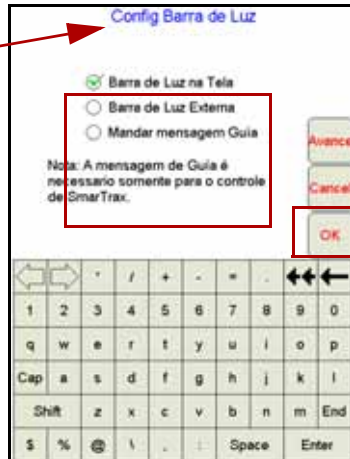 Config Barra de Luz
Barra de Luz na Tela
Barra de Luz Externa
Mandar mensagem Guia
Nota: A mensagem de Guia é
necessario somente para o controle
de SmarTrax.
Avance
Cancel
OK
' / + - = .
1 2 3 4 5 6 7 8 9 0
q w e r t y u i o p
Cap a s d f g h j k l
Shift z x c v b n m End
$ % @ \ . : Space Enter